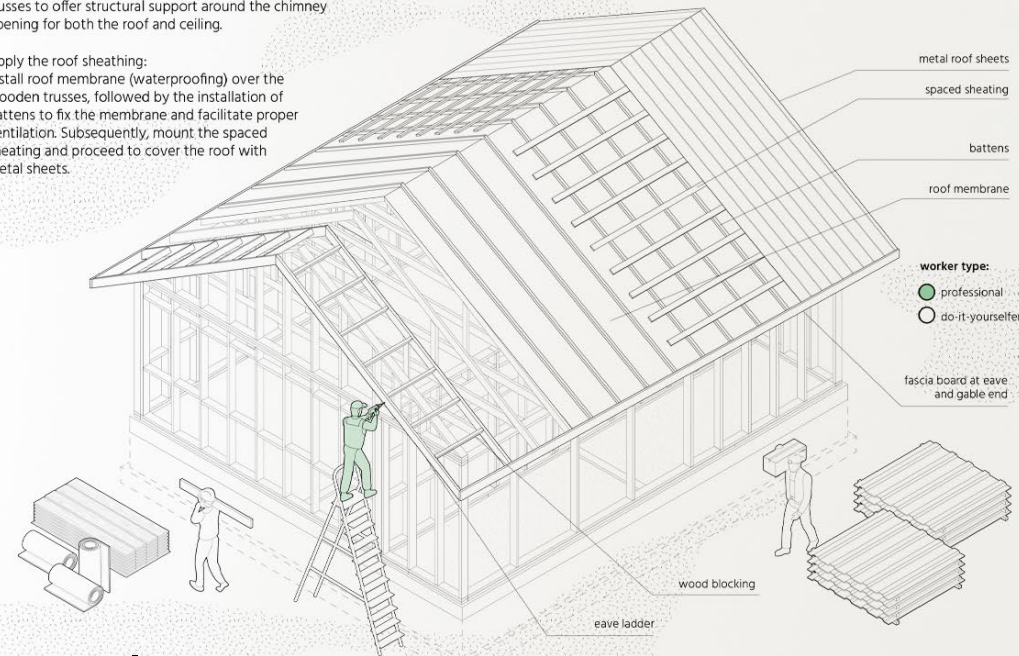 usses to offer structural support around the chimney
pening for both the roof and ceiling.
pply the roof sheathing:
stall roof membrane (waterproofing) over the
ooden trusses, followed by the installation of
attens to fix the membrane and facilitate proper
entilation. Subsequently, mount the spaced
heating and proceed to cover the roof with
etal sheets.
metal roof sheets
spaced sheating
battens
roof membrane
worker type:
professional
do-it-yourselfer
fascia board at eave
and gable end
wood blocking
eave ladder